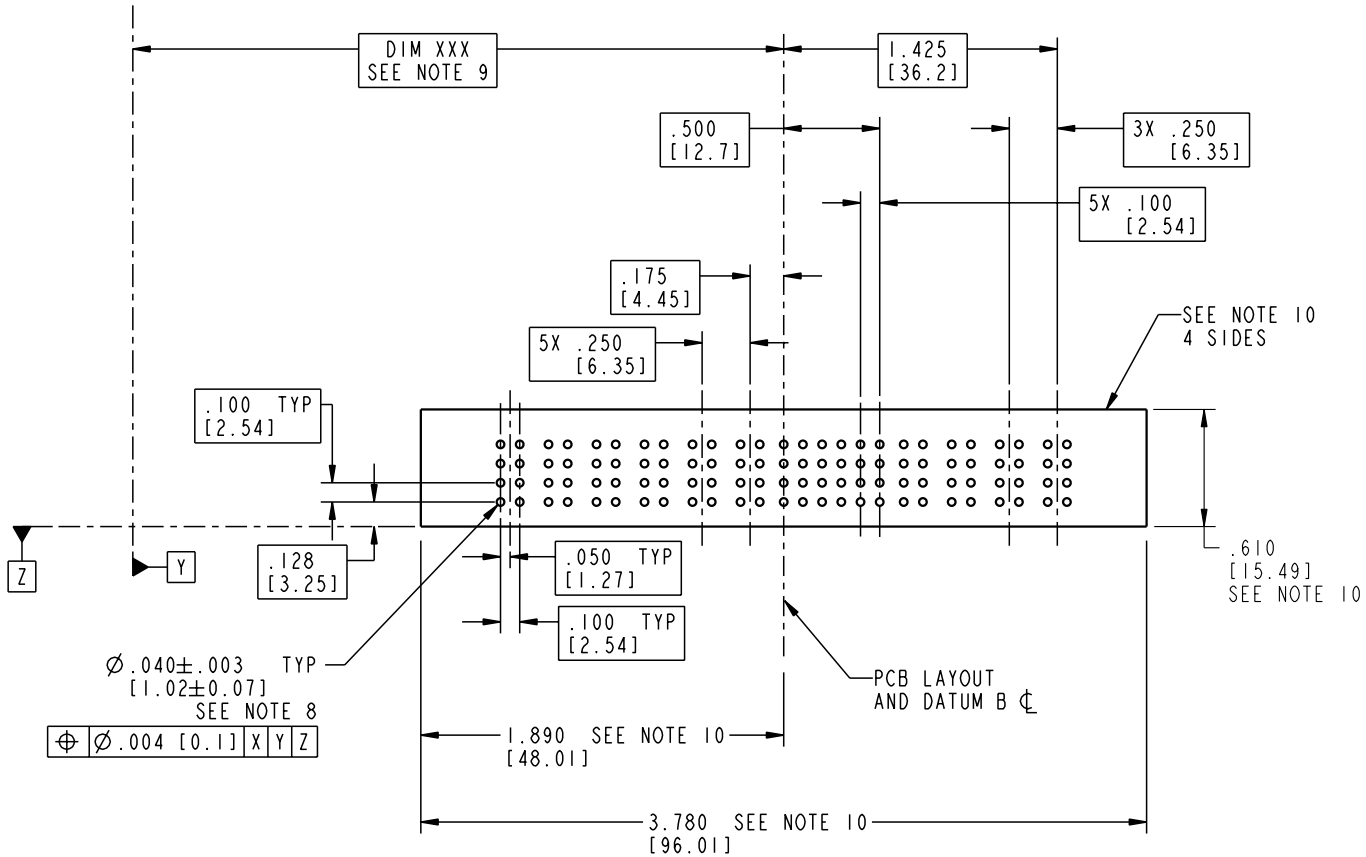 DIM XXX
SEE NOTE 9
1.425
[36.2]
.500
[12.7]
3X .250
[6.35]
5X .100
[2.54]
.175
[4.45]
5X .250
[6.35]
SEE NOTE 10
4 SIDES
.100 TYP
[2.54]
Z
Y
.128
[3.25]
.050 TYP
[1.27]
.100 TYP
[2.54]
.610
[15.49]
SEE NOTE 10
Ø.040±.003 TYP
[1.02±0.07]
SEE NOTE 8
⌖ Ø.004 [0.1] X Y Z
PCB LAYOUT
AND DATUM B ℄
1.890 SEE NOTE 10
[48.01]
3.780 SEE NOTE 10
[96.01]